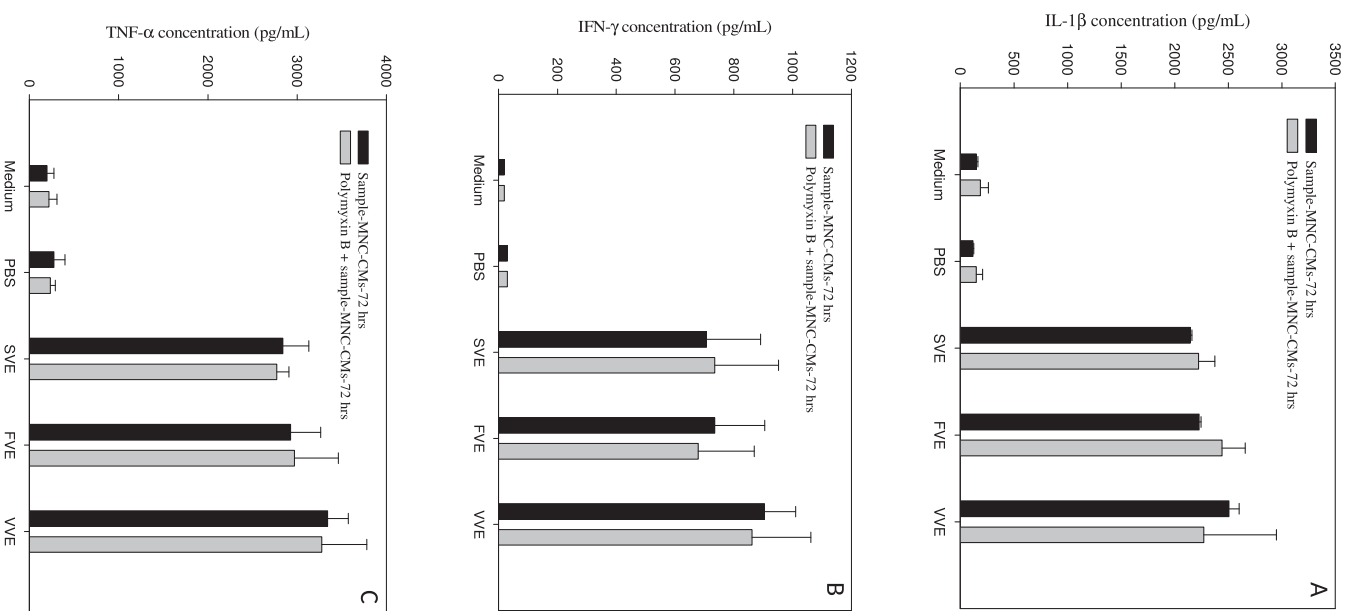 A
IL-1β concentration (pg/mL)
3500
3000
2500
2000
1500
1000
500
0
Sample-MNC-CMs-72 hrs
Polymyxin B + sample-MNC-CMs-72 hrs
Medium
PBS
SVE
FVE
VVE
B
IFN-γ concentration (pg/mL)
1200
1000
800
600
400
200
0
Sample-MNC-CMs-72 hrs
Polymyxin B + sample-MNC-CMs-72 hrs
Medium
PBS
SVE
FVE
VVE
C
TNF-α concentration (pg/mL)
4000
3000
2000
1000
0
Sample-MNC-CMs-72 hrs
Polymyxin B + sample-MNC-CMs-72 hrs
Medium
PBS
SVE
FVE
VVE